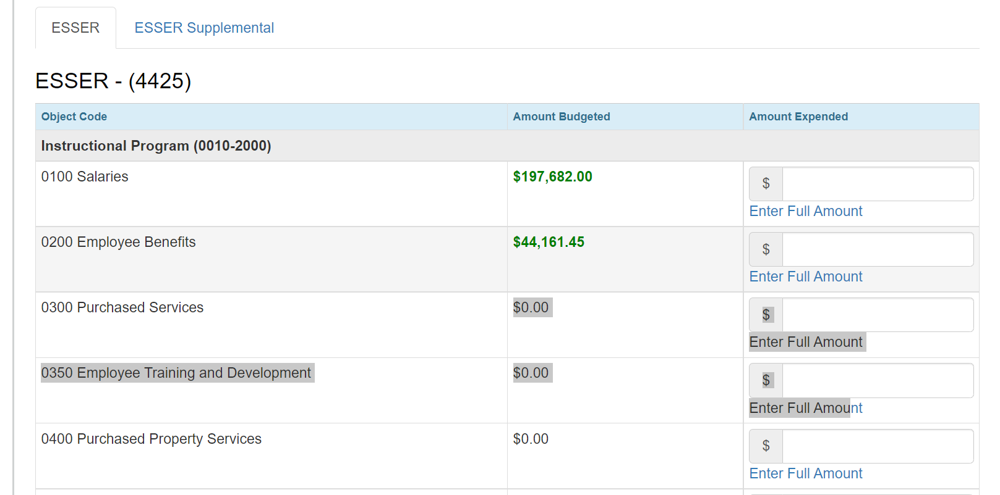 ESSER ESSER Supplemental
ESSER - (4425)
Object Code Amount Budgeted Amount Expended
Instructional Program (0010-2000)
0100 Salaries $197,682.00 $
Enter Full Amount
0200 Employee Benefits $44,161.45 $
Enter Full Amount
0300 Purchased Services $0.00 $
Enter Full Amount
0350 Employee Training and Development $0.00 $
Enter Full Amount
0400 Purchased Property Services $0.00 $
Enter Full Amount